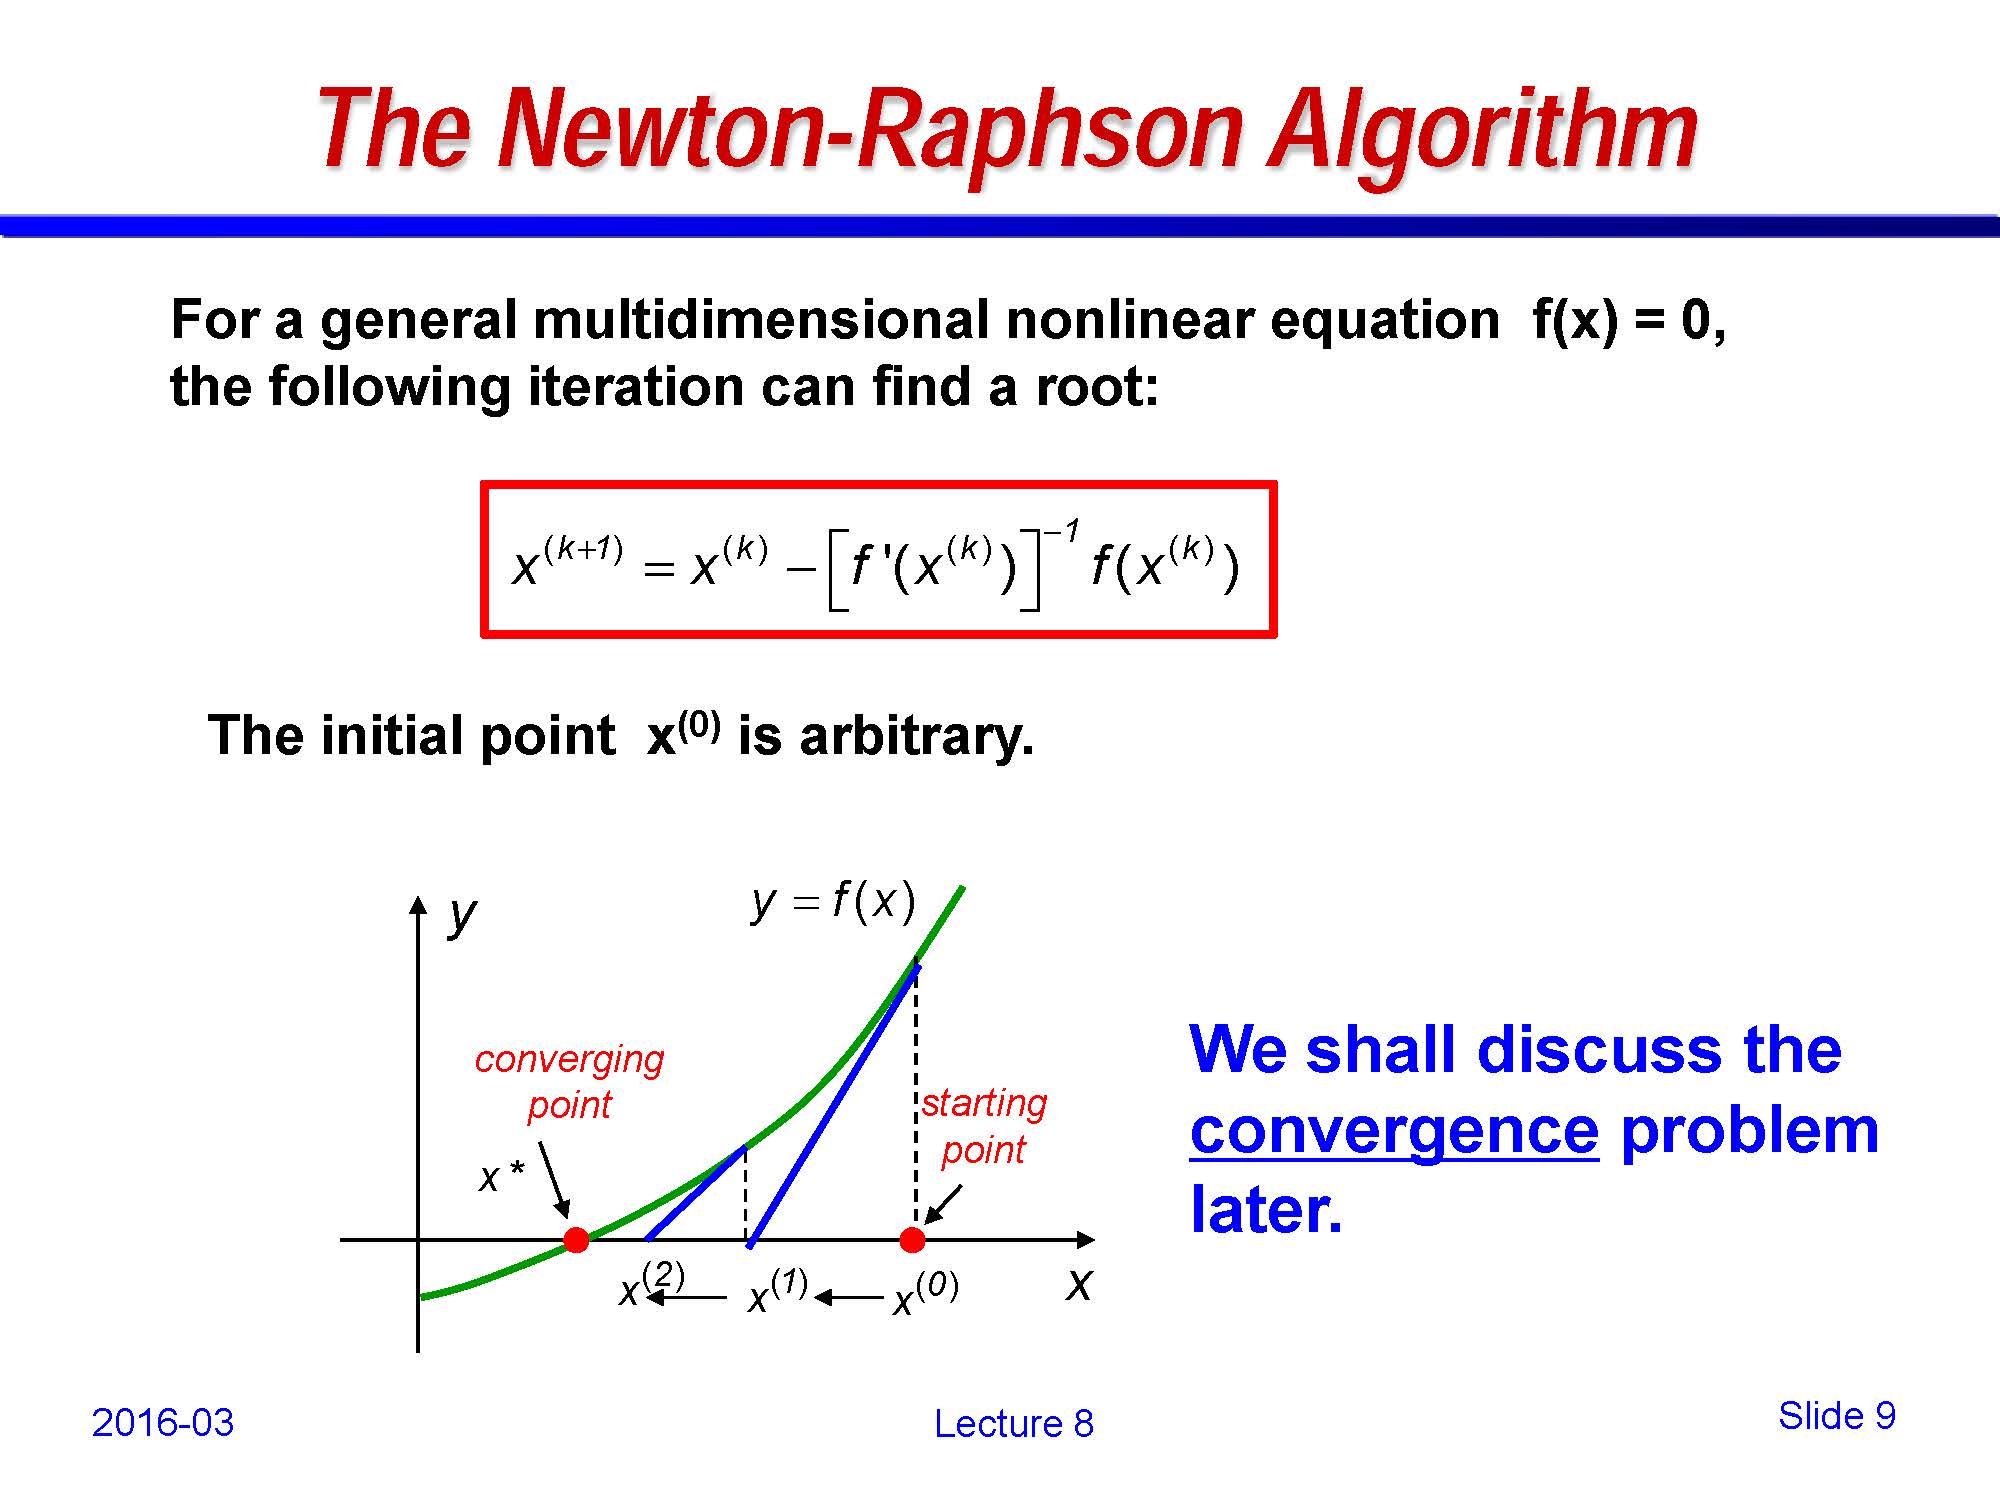 The Newton-Raphson Algorithm
For a general multidimensional nonlinear equation f(x) = 0,
the following iteration can find a root:
x^(k+1) = x^(k) − [f '(x^(k))]^−1 f(x^(k))
The initial point x^(0) is arbitrary.
y
y = f(x)
converging
point
starting
point
x*
x^(2)
x^(1)
x^(0)
x
We shall discuss the
convergence problem
later.
2016-03
Lecture 8
Slide 9